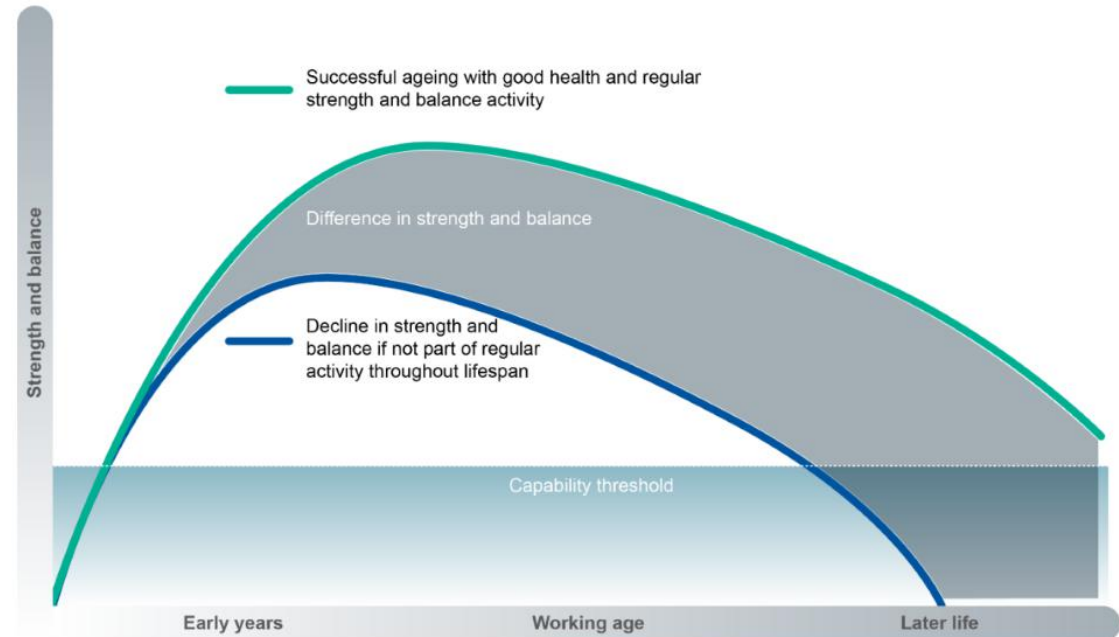 Strength and balance
Successful ageing with good health and regular
strength and balance activity
Difference in strength and balance
Decline in strength and
balance if not part of regular
activity throughout lifespan
Capability threshold
Early years
Working age
Later life